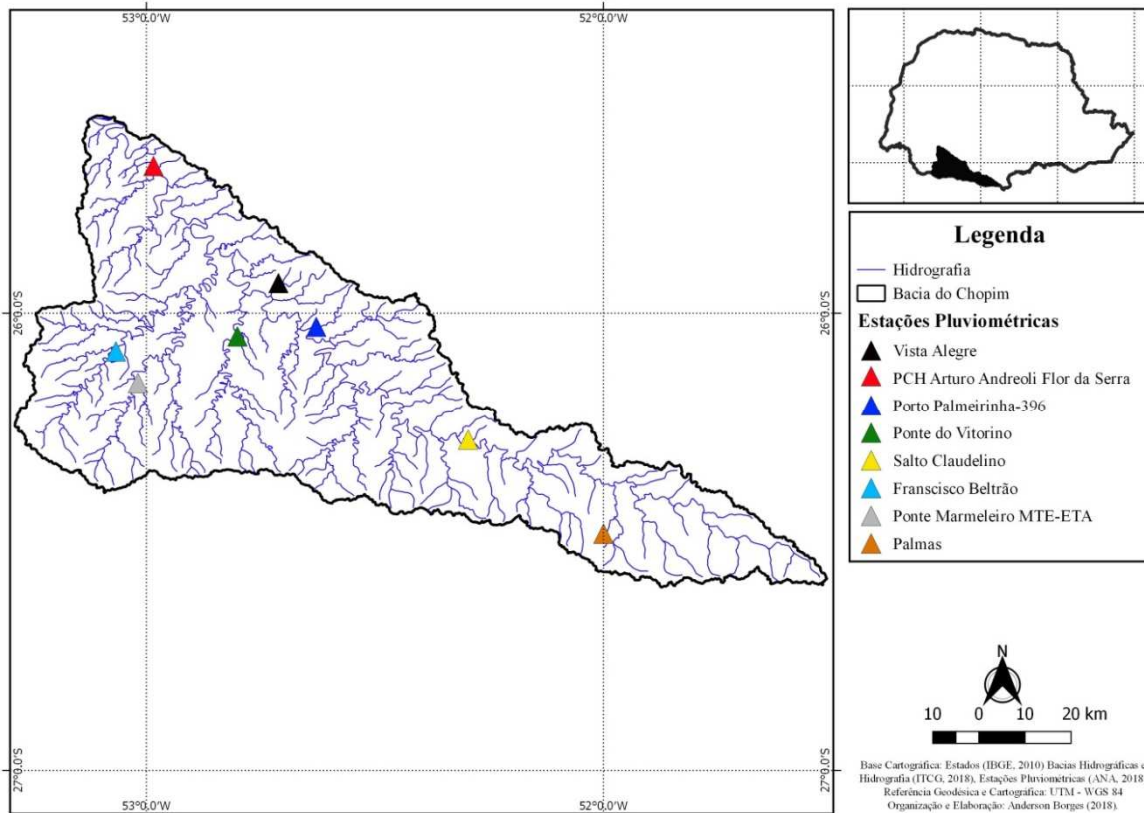 53°0.0'W
52°0.0'W
26°0.0'S
26°0.0'S
27°0.0'S
27°0.0'S
53°0.0'W
52°0.0'W
Legenda
Hidrografia
Bacia do Chopim
Estações Pluviométricas
Vista Alegre
PCH Arturo Andreoli Flor da Serra
Porto Palmeirinha-396
Ponte do Vitorino
Salto Claudelino
Franscisco Beltrão
Ponte Marmeleiro MTE-ETA
Palmas
N
10 0 10 20 km
Base Cartográfica: Estados (IBGE, 2010) Bacias Hidrográficas e
Hidrografia (ITCG, 2018), Estações Pluviométricas (ANA, 2018
Referência Geodésica e Cartográfica: UTM - WGS 84
Organização e Elaboração: Anderson Borges (2018).